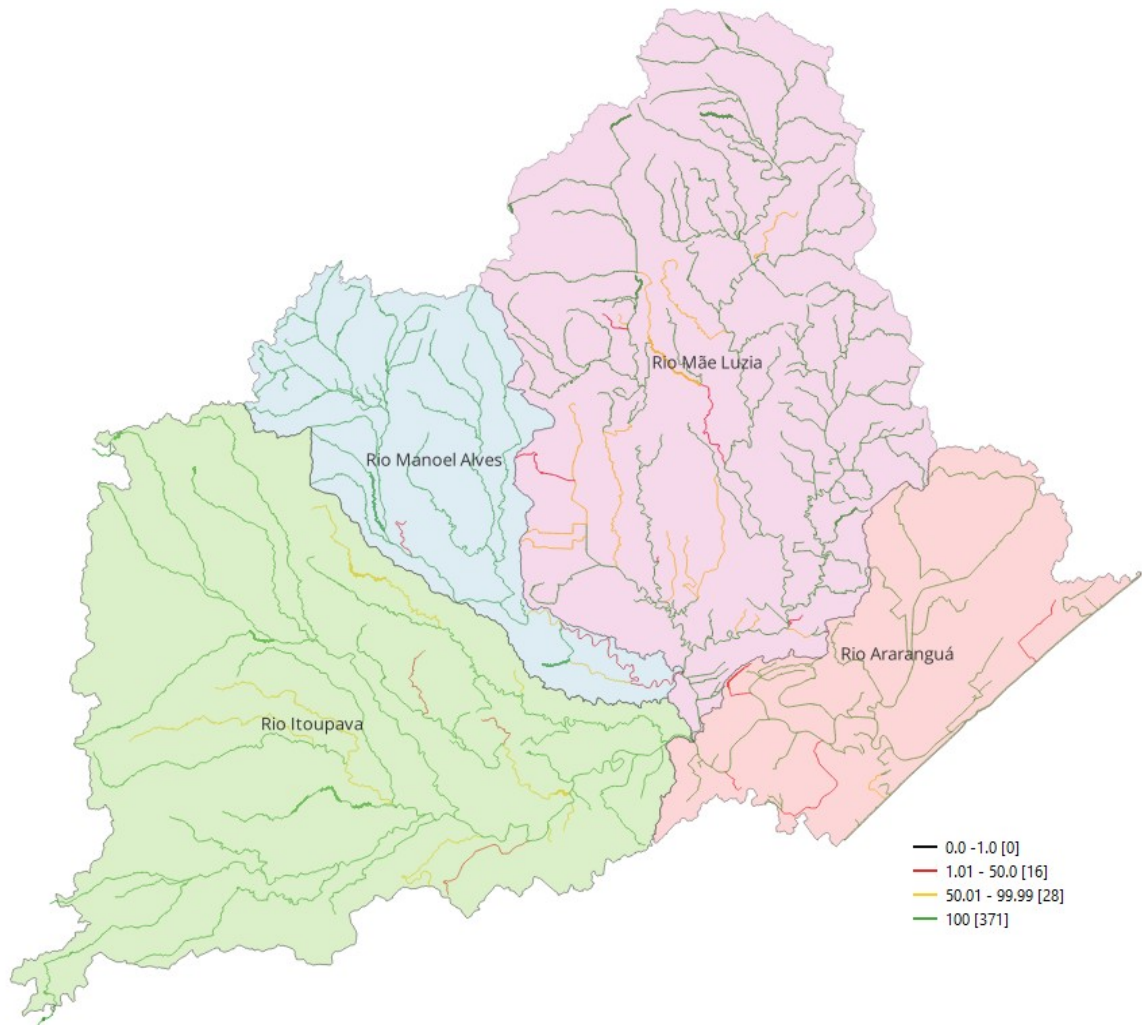 Rio Mãe Luzia
Rio Manoel Alves
Rio Araranguá
Rio Itoupava
0.0 -1.0 [0]
1.01 - 50.0 [16]
50.01 - 99.99 [28]
100 [371]